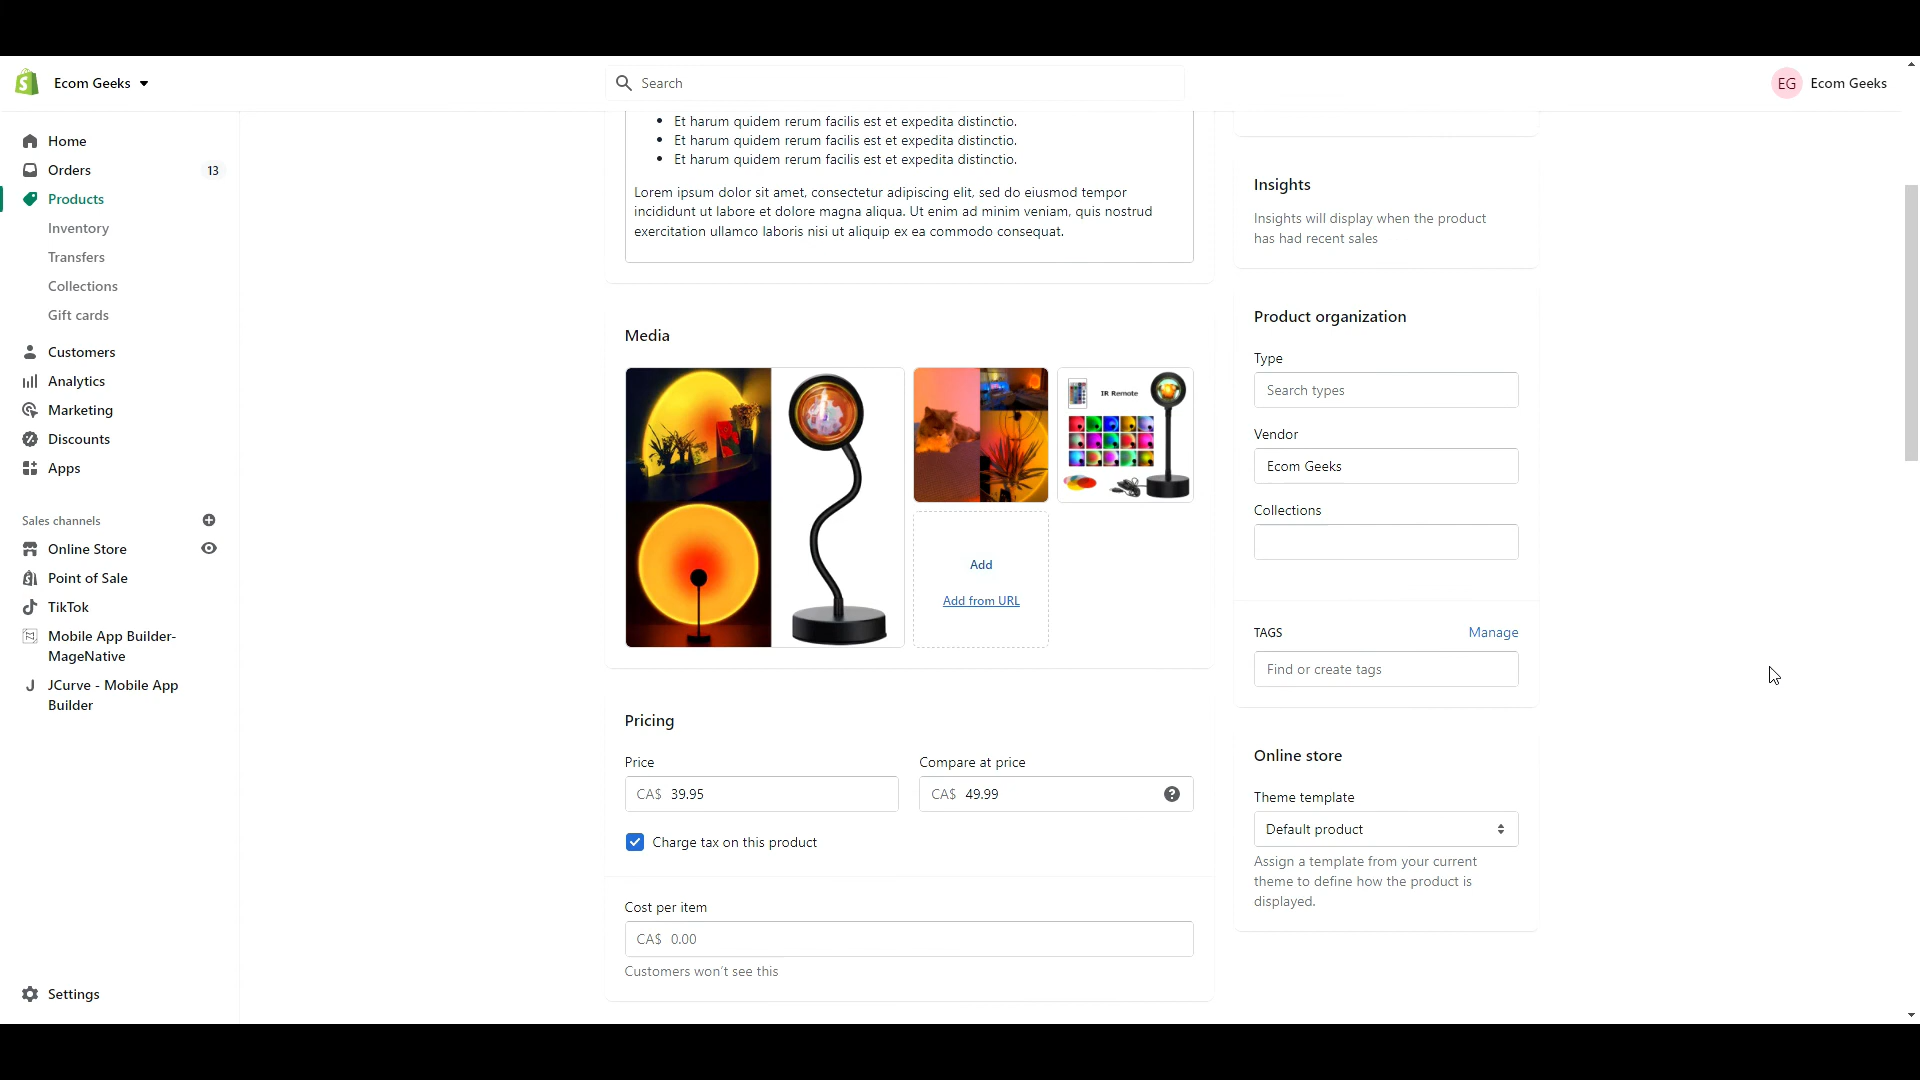 Ecom Geeks
Search
EG Ecom Geeks
Home
Orders 13
Products
Inventory
Transfers
Collections
Gift cards
Customers
Analytics
Marketing
Discounts
Apps
Sales channels
Online Store
Point of Sale
TikTok
Mobile App Builder-
MageNative
JCurve - Mobile App
Builder
Settings
• Et harum quidem rerum facilis est et expedita distinctio.
• Et harum quidem rerum facilis est et expedita distinctio.
• Et harum quidem rerum facilis est et expedita distinctio.
Lorem ipsum dolor sit amet, consectetur adipiscing elit, sed do eiusmod tempor
incididunt ut labore et dolore magna aliqua. Ut enim ad minim veniam, quis nostrud
exercitation ullamco laboris nisi ut aliquip ex ea commodo consequat.
Media
IR Remote
Add
Add from URL
Pricing
Price
CA$ 39.95
Compare at price
CA$ 49.99
Charge tax on this product
Cost per item
CA$ 0.00
Customers won't see this
Insights
Insights will display when the product
has had recent sales
Product organization
Type
Search types
Vendor
Ecom Geeks
Collections
TAGS Manage
Find or create tags
Online store
Theme template
Default product
Assign a template from your current
theme to define how the product is
displayed.